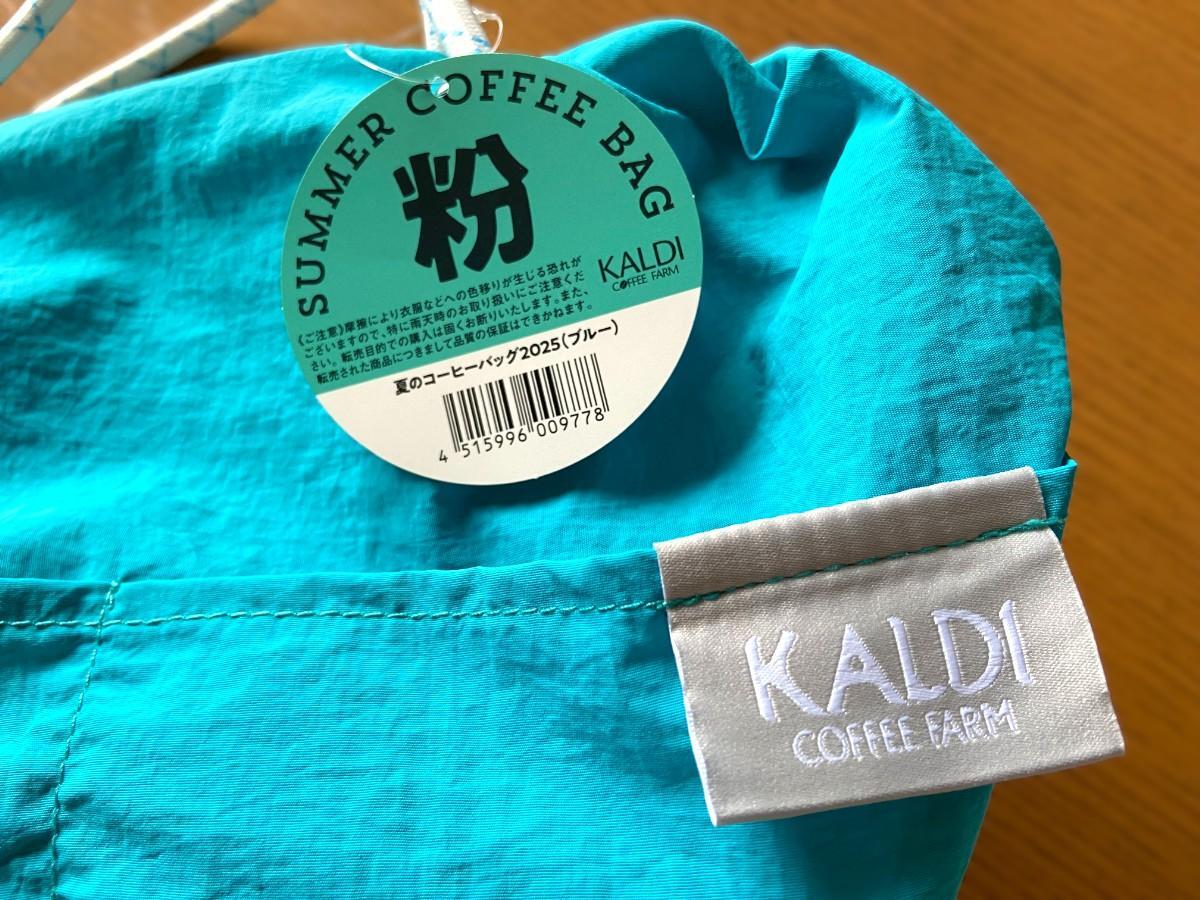 SUMMER COFFEE BAG
粉
KALDI
COFFEE FARM
《ご注意》摩擦により衣服などへの色移りが生じる恐れが
ございますので、特に雨天時のお取り扱いにご注意くだ
さい。転売目的での購入は固くお断りいたします。また、
転売された商品につきまして品質の保証はできかねます。
夏のコーヒーバッグ2025(ブルー)
4 515996 009778
KALDI
COFFEE FARM